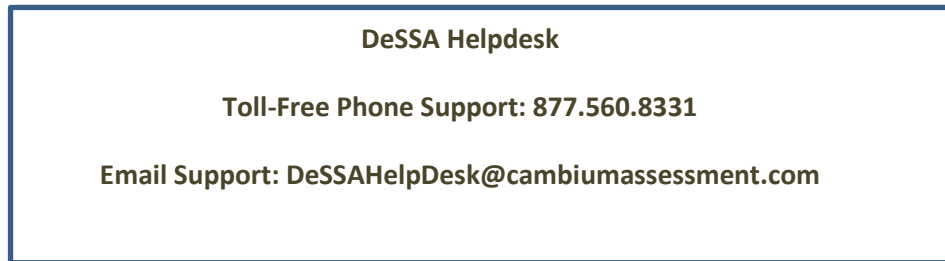 DeSSA Helpdesk
Toll-Free Phone Support: 877.560.8331
Email Support: DeSSAHelpDesk@cambiumassessment.com